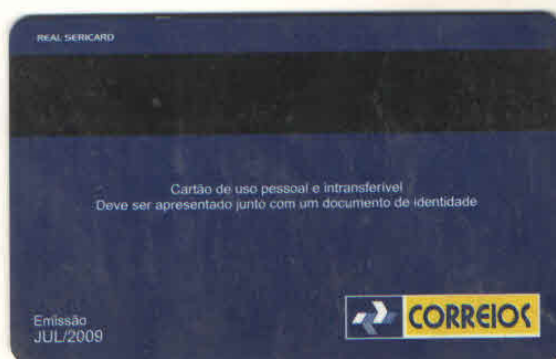 REAL SERICARD
Cartão de uso pessoal e intransferível
Deve ser apresentado junto com um documento de identidade
Emissão
JUL/2009
CORREIOS